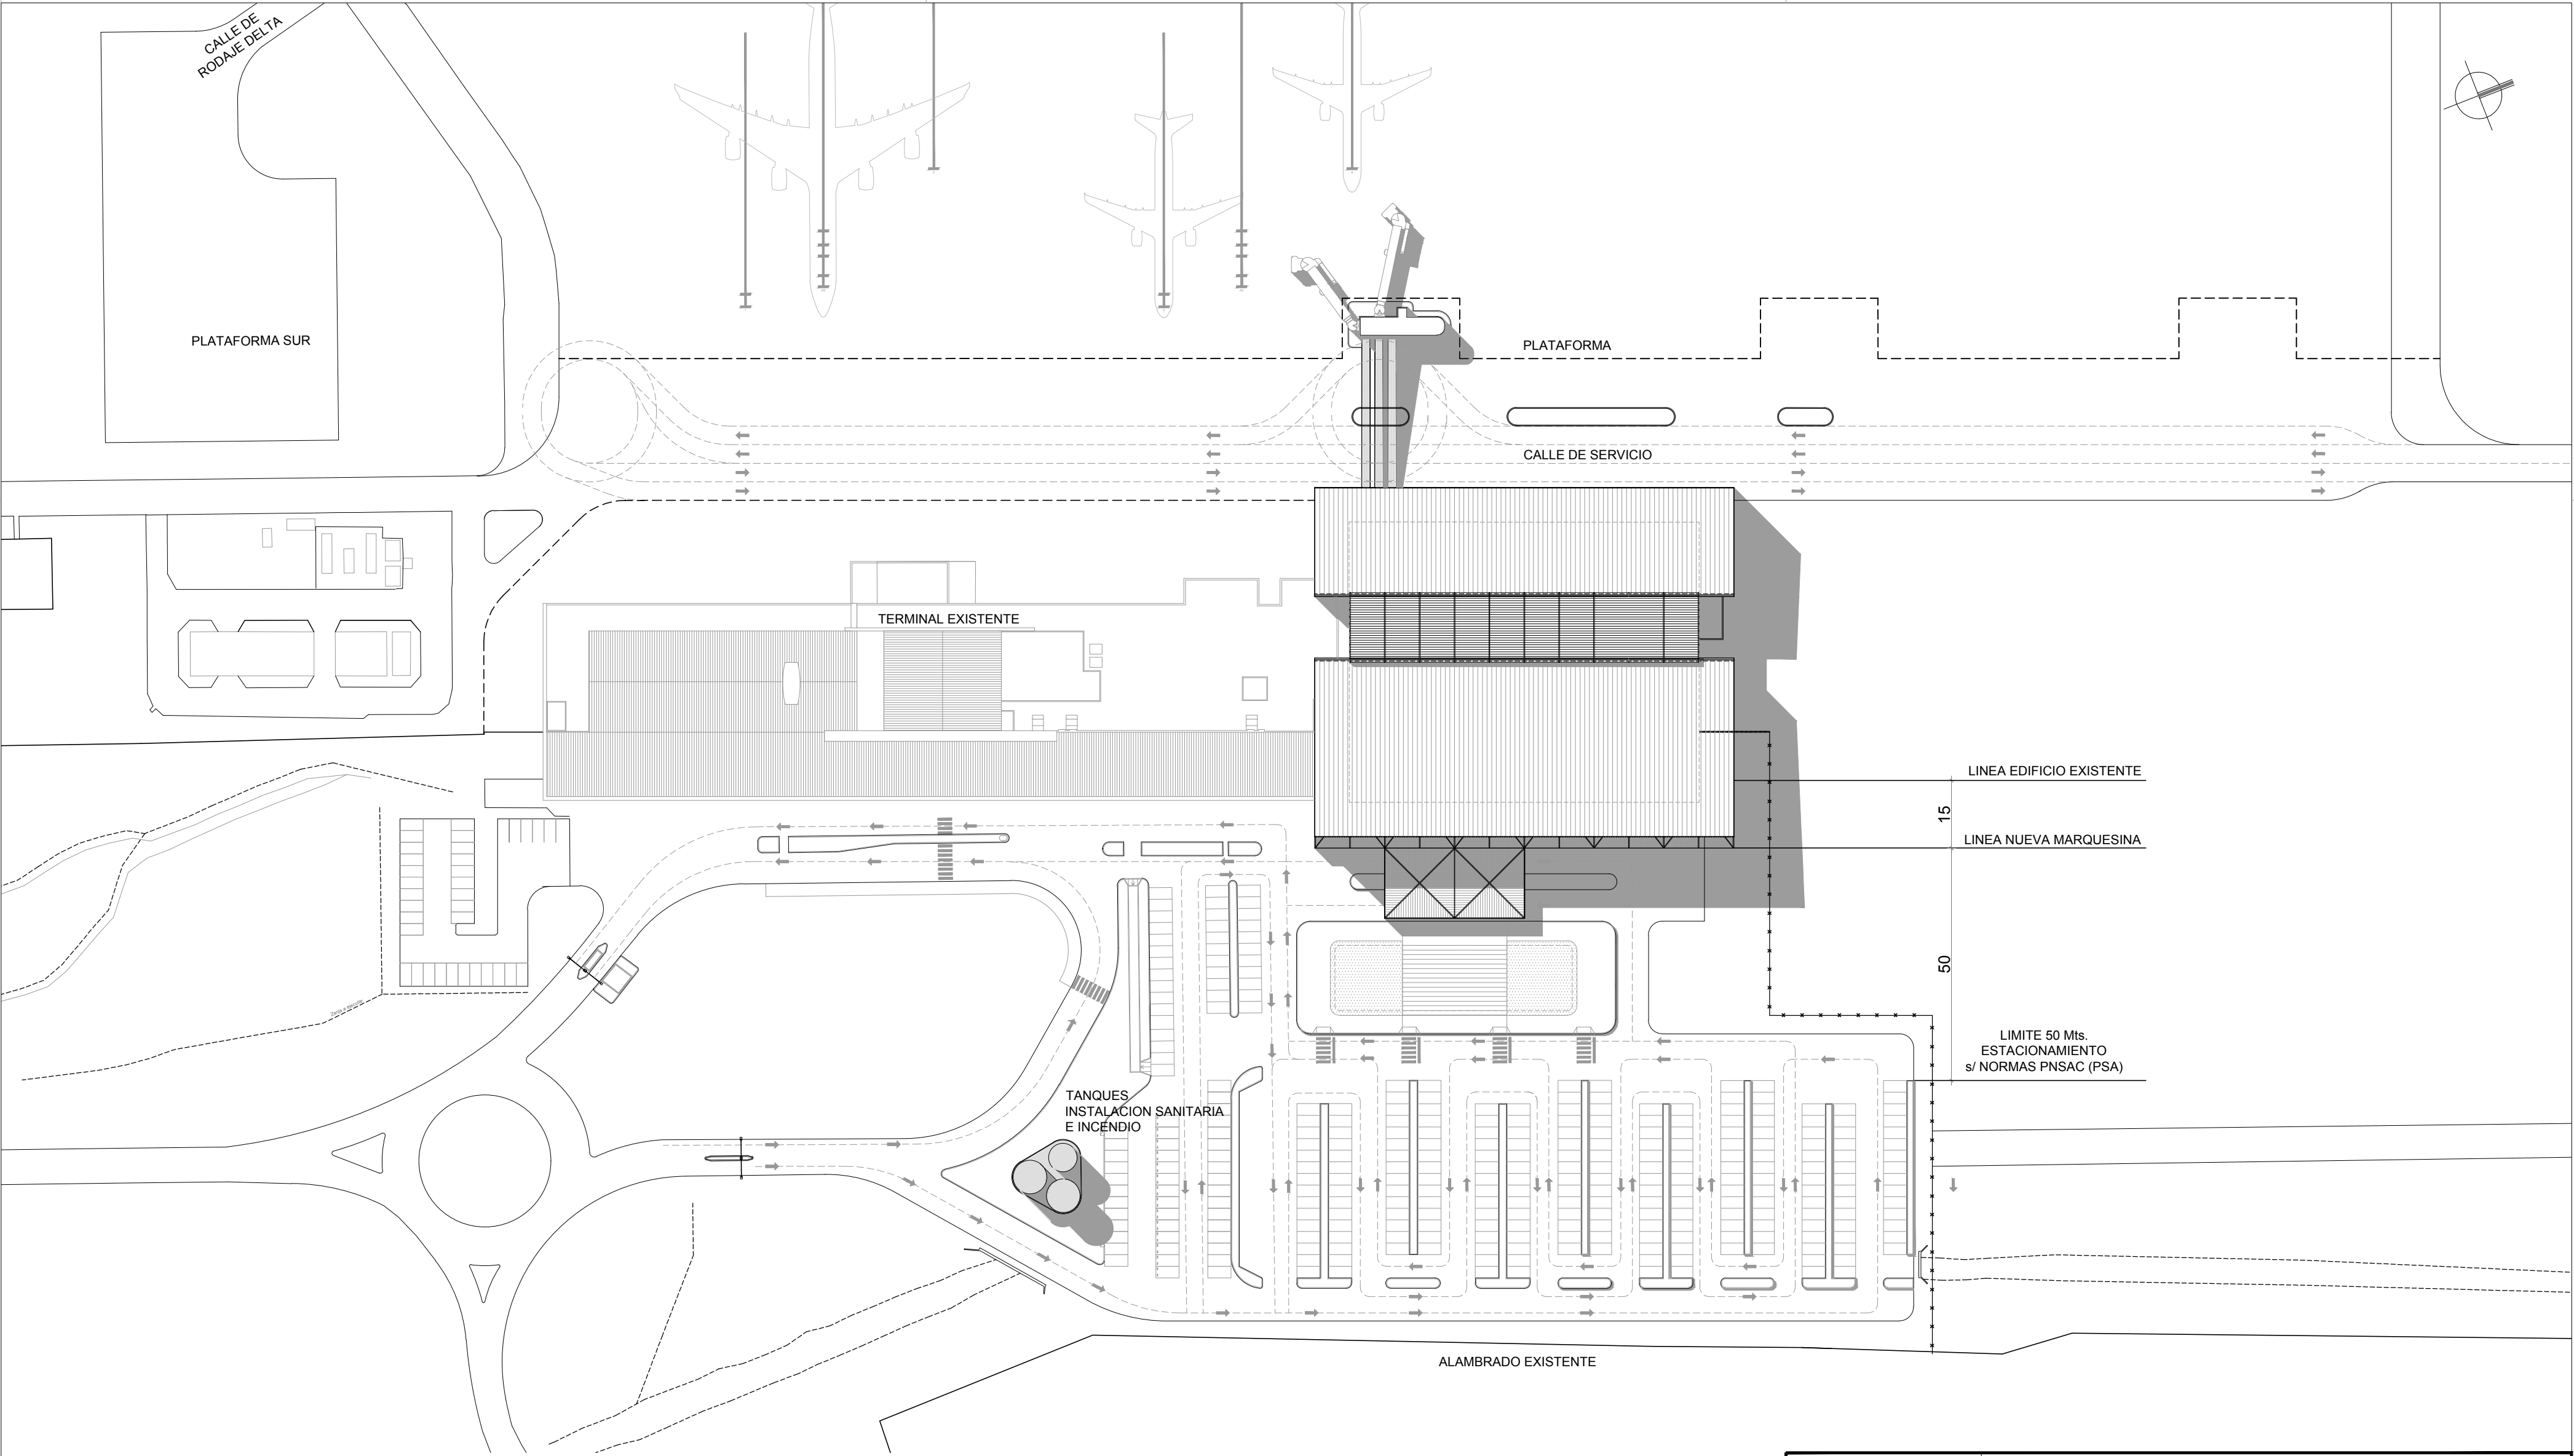 CALLE DE
RODAJE DELTA
PLATAFORMA SUR
PLATAFORMA
CALLE DE SERVICIO
TERMINAL EXISTENTE
LINEA EDIFICIO EXISTENTE
15
LINEA NUEVA MARQUESINA
50
LIMITE 50 Mts.
ESTACIONAMIENTO
s/ NORMAS PNSAC (PSA)
TANQUES
INSTALACION SANITARIA
E INCENDIO
ALAMBRADO EXISTENTE